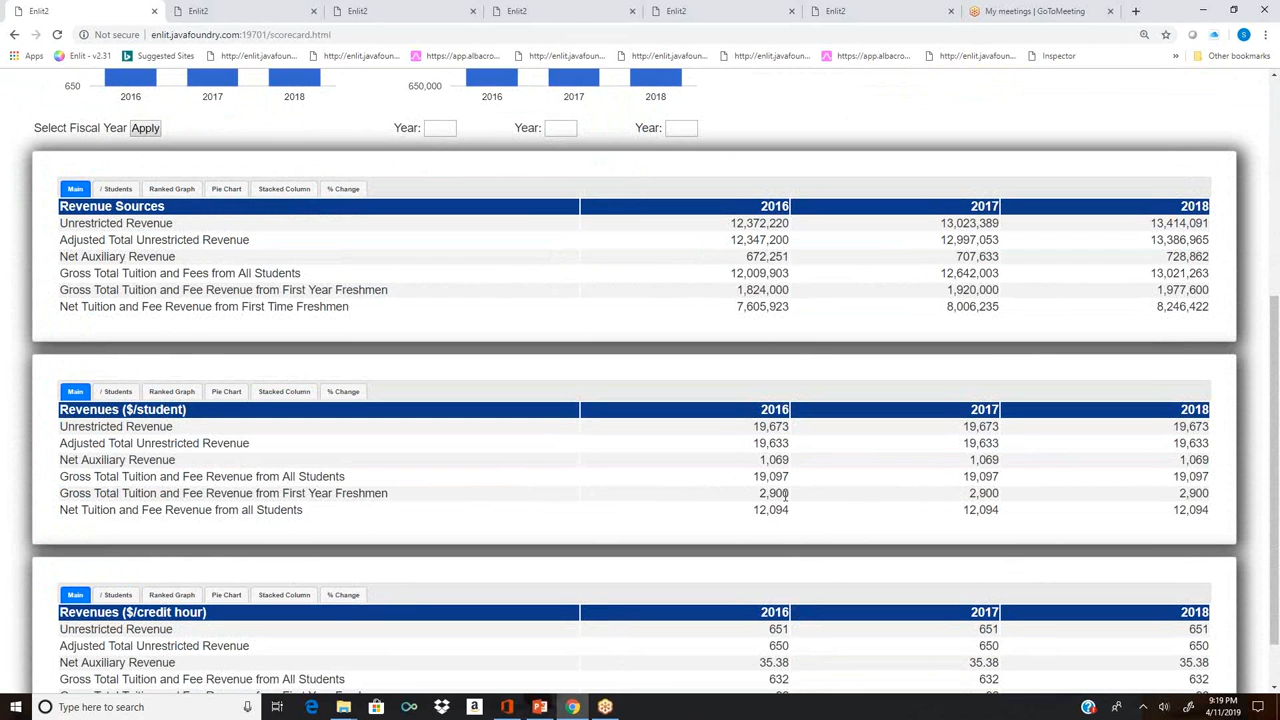 Enlit2 Enlit2 Enlit2 Enlit2 Enlit2 Enlit2 My meetings | GoToMeeting
Not secure | enlit.javafoundry.com:19701/scorecard.html
Apps Enlit - v2.31 Suggested Sites http://enlit.javafoun... http://enlit.javafoun... https://app.albacro... http://enlit.javafoun... http://enlit.javafoun... https://app.albacro... http://enlit.javafoun... Inspector » Other bookmarks
650 650,000
2016 2017 2018 2016 2017 2018
Select Fiscal Year Apply Year: Year: Year:
Main / Students Ranked Graph Pie Chart Stacked Column % Change
Revenue Sources 2016 2017 2018
Unrestricted Revenue 12,372,220 13,023,389 13,414,091
Adjusted Total Unrestricted Revenue 12,347,200 12,997,053 13,386,965
Net Auxiliary Revenue 672,251 707,633 728,862
Gross Total Tuition and Fees from All Students 12,009,903 12,642,003 13,021,263
Gross Total Tuition and Fee Revenue from First Year Freshmen 1,824,000 1,920,000 1,977,600
Net Tuition and Fee Revenue from First Time Freshmen 7,605,923 8,006,235 8,246,422
Main / Students Ranked Graph Pie Chart Stacked Column % Change
Revenues ($/student) 2016 2017 2018
Unrestricted Revenue 19,673 19,673 19,673
Adjusted Total Unrestricted Revenue 19,633 19,633 19,633
Net Auxiliary Revenue 1,069 1,069 1,069
Gross Total Tuition and Fee Revenue from All Students 19,097 19,097 19,097
Gross Total Tuition and Fee Revenue from First Year Freshmen 2,900 2,900 2,900
Net Tuition and Fee Revenue from all Students 12,094 12,094 12,094
Main / Students Ranked Graph Pie Chart Stacked Column % Change
Revenues ($/credit hour) 2016 2017 2018
Unrestricted Revenue 651 651 651
Adjusted Total Unrestricted Revenue 650 650 650
Net Auxiliary Revenue 35.38 35.38 35.38
Gross Total Tuition and Fee Revenue from All Students 632 632 632
Type here to search 9:19 PM
4/11/2019